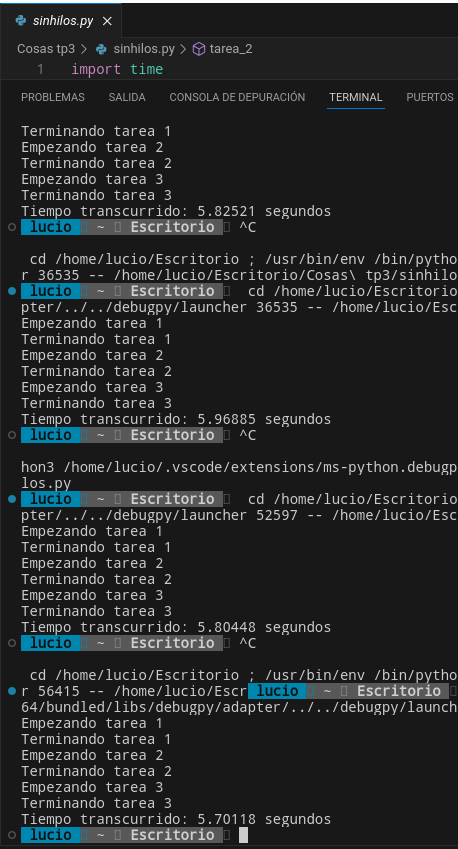 sinhilos.py
Cosas tp3 > sinhilos.py > tarea_2
1 import time
PROBLEMAS SALIDA CONSOLA DE DEPURACIÓN TERMINAL PUERTOS
Terminando tarea 1
Empezando tarea 2
Terminando tarea 2
Empezando tarea 3
Terminando tarea 3
Tiempo transcurrido: 5.82521 segundos
lucio ~ Escritorio ^C
cd /home/lucio/Escritorio ; /usr/bin/env /bin/pytho
r 36535 -- /home/lucio/Escritorio/Cosas\ tp3/sinhilo
lucio ~ Escritorio cd /home/lucio/Escritorio
pter/../../debugpy/launcher 36535 -- /home/lucio/Esc
Empezando tarea 1
Terminando tarea 1
Empezando tarea 2
Terminando tarea 2
Empezando tarea 3
Terminando tarea 3
Tiempo transcurrido: 5.96885 segundos
lucio ~ Escritorio ^C
hon3 /home/lucio/.vscode/extensions/ms-python.debugp
los.py
lucio ~ Escritorio cd /home/lucio/Escritorio
pter/../../debugpy/launcher 52597 -- /home/lucio/Esc
Empezando tarea 1
Terminando tarea 1
Empezando tarea 2
Terminando tarea 2
Empezando tarea 3
Terminando tarea 3
Tiempo transcurrido: 5.80448 segundos
lucio ~ Escritorio ^C
cd /home/lucio/Escritorio ; /usr/bin/env /bin/pytho
r 56415 -- /home/lucio/Escr lucio ~ Escritorio
64/bundled/libs/debugpy/adapter/../../debugpy/launch
Empezando tarea 1
Terminando tarea 1
Empezando tarea 2
Terminando tarea 2
Empezando tarea 3
Terminando tarea 3
Tiempo transcurrido: 5.70118 segundos
lucio ~ Escritorio